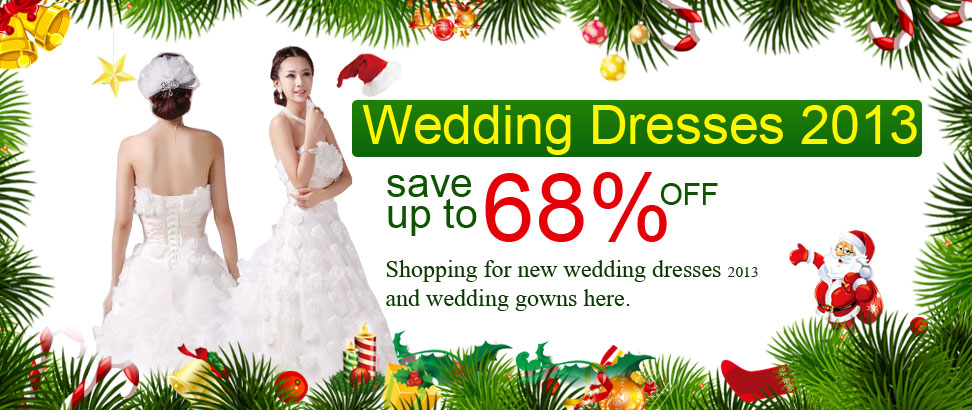 Wedding Dresses 2013
save
up to 68% OFF
Shopping for new wedding dresses 2013
and wedding gowns here.